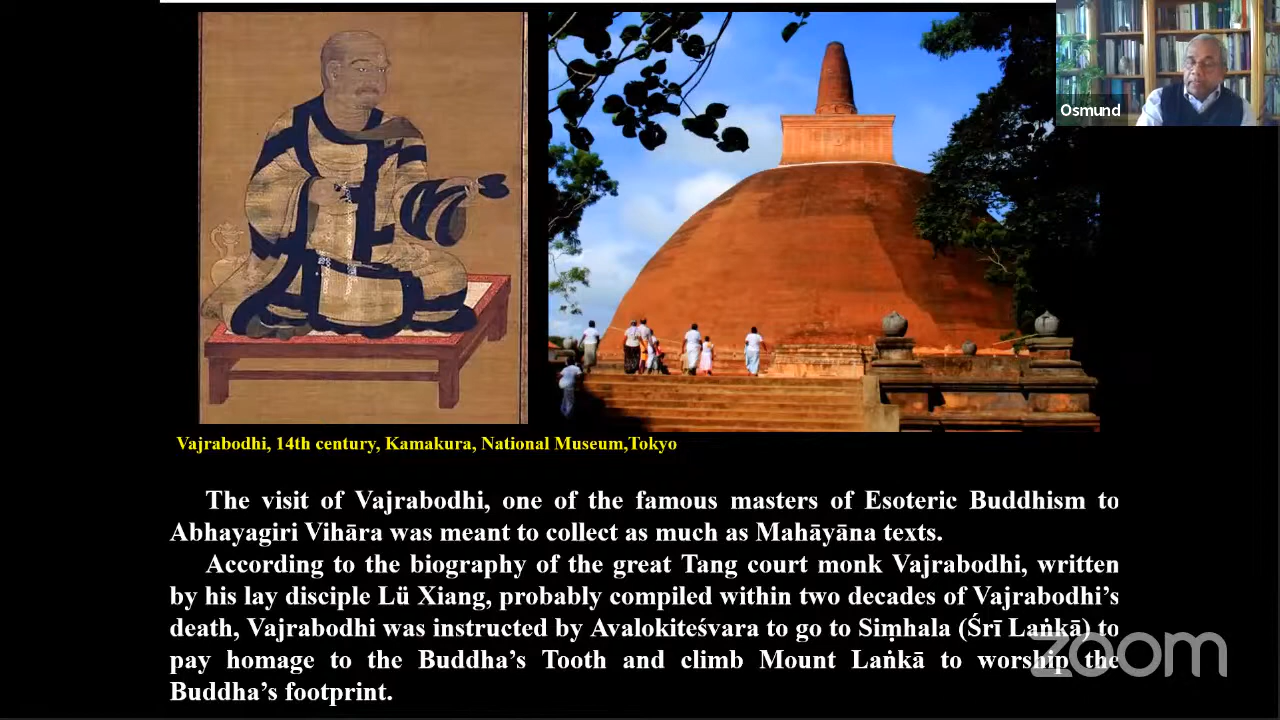 Osmund
Vajrabodhi, 14th century, Kamakura, National Museum,Tokyo
The visit of Vajrabodhi, one of the famous masters of Esoteric Buddhism to
Abhayagiri Vihāra was meant to collect as much as Mahāyāna texts.
According to the biography of the great Tang court monk Vajrabodhi, written
by his lay disciple Lü Xiang, probably compiled within two decades of Vajrabodhi’s
death, Vajrabodhi was instructed by Avalokiteśvara to go to Siṃhala (Śrī Laṅkā) to
pay homage to the Buddha’s Tooth and climb Mount Laṅkā to worship the
Buddha’s footprint.
zoom